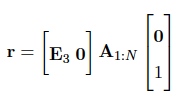 r = [E₃ 0] A₁:N [0
1]